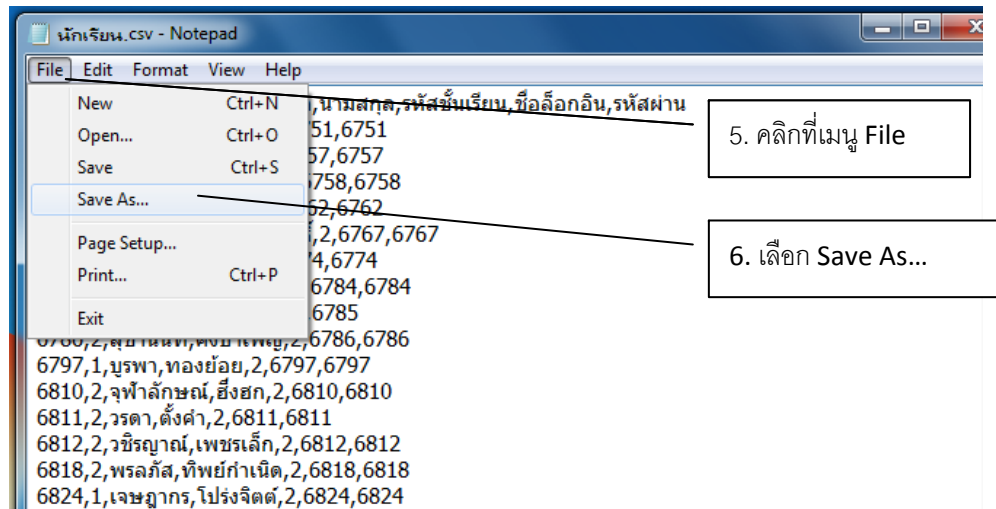 นักเรียน.csv - Notepad
File Edit Format View Help
New Ctrl+N
Open... Ctrl+O
Save Ctrl+S
Save As...
Page Setup...
Print... Ctrl+P
Exit
,นามสกุล,รหัสชั้นเรียน,ชื่อล็อกอิน,รหัสผ่าน
51,6751
57,6757
6758,6758
62,6762
,2,6767,6767
4,6774
6784,6784
6785
2,6786,6786
6797,1,บูรพา,ทองย้อย,2,6797,6797
6810,2,จุฬาลักษณ์,ฮึ่งฮก,2,6810,6810
6811,2,วรดา,ตั้งคำ,2,6811,6811
6812,2,วชิรญาณ์,เพชรเล็ก,2,6812,6812
6818,2,พรลภัส,ทิพย์กำเนิด,2,6818,6818
6824,1,เจษฎากร,โปร่งจิตต์,2,6824,6824
5. คลิกที่เมนู File
6. เลือก Save As...